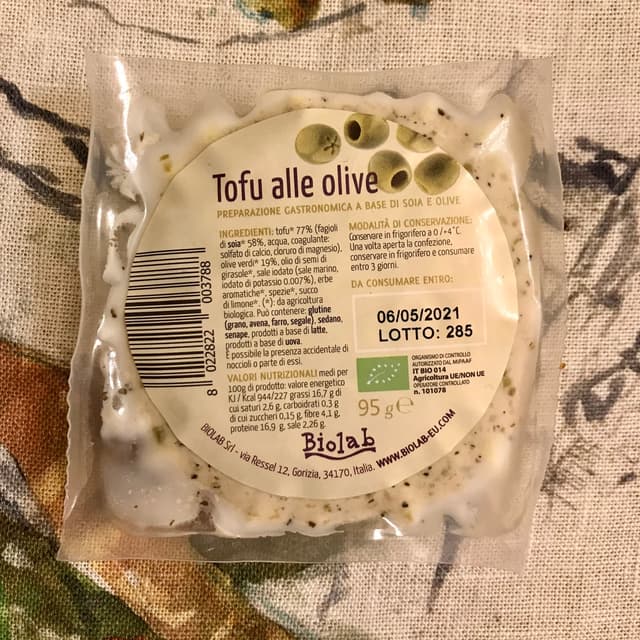 Tofu alle olive
PREPARAZIONE GASTRONOMICA A BASE DI SOIA E OLIVE
INGREDIENTI: tofu* 77% (fagioli
di soia* 58%, acqua, coagulante:
solfato di calcio, cloruro di magnesio),
olive verdi* 19%, olio di semi di
girasole*, sale iodato (sale marino,
iodato di potassio 0.007%), erbe
aromatiche*, spezie*, succo
di limone*. (*): da agricoltura
biologica. Può contenere: glutine
(grano, avena, farro, segale), sedano,
senape, prodotti a base di latte,
prodotti a base di uova.
È possibile la presenza accidentale di
noccioli o parte di essi.
VALORI NUTRIZIONALI medi per
100g di prodotto: valore energetico
KJ / Kcal 944/227 grassi 16,7 g di
cui saturi 2,6 g, carboidrati 0,3 g
di cui zuccheri 0,15 g, fibre 4,1 g,
proteine 16,9 g, sale 2,26 g.
MODALITÀ DI CONSERVAZIONE:
Conservare in frigorifero a 0 /+4°C.
Una volta aperta la confezione,
conservare in frigorifero e consumare
entro 3 giorni.
DA CONSUMARE ENTRO:
06/05/2021
LOTTO: 285
ORGANISMO DI CONTROLLO
AUTORIZZATO DAL MIPAAF
IT BIO 014
Agricoltura UE/NON UE
OPERATORE CONTROLLATO
n. 101078
95 g e
8 022822 003788
Biolab
BIOLAB Srl - via Ressel 12, Gorizia, 34170, Italia. WWW.BIOLAB-EU.COM